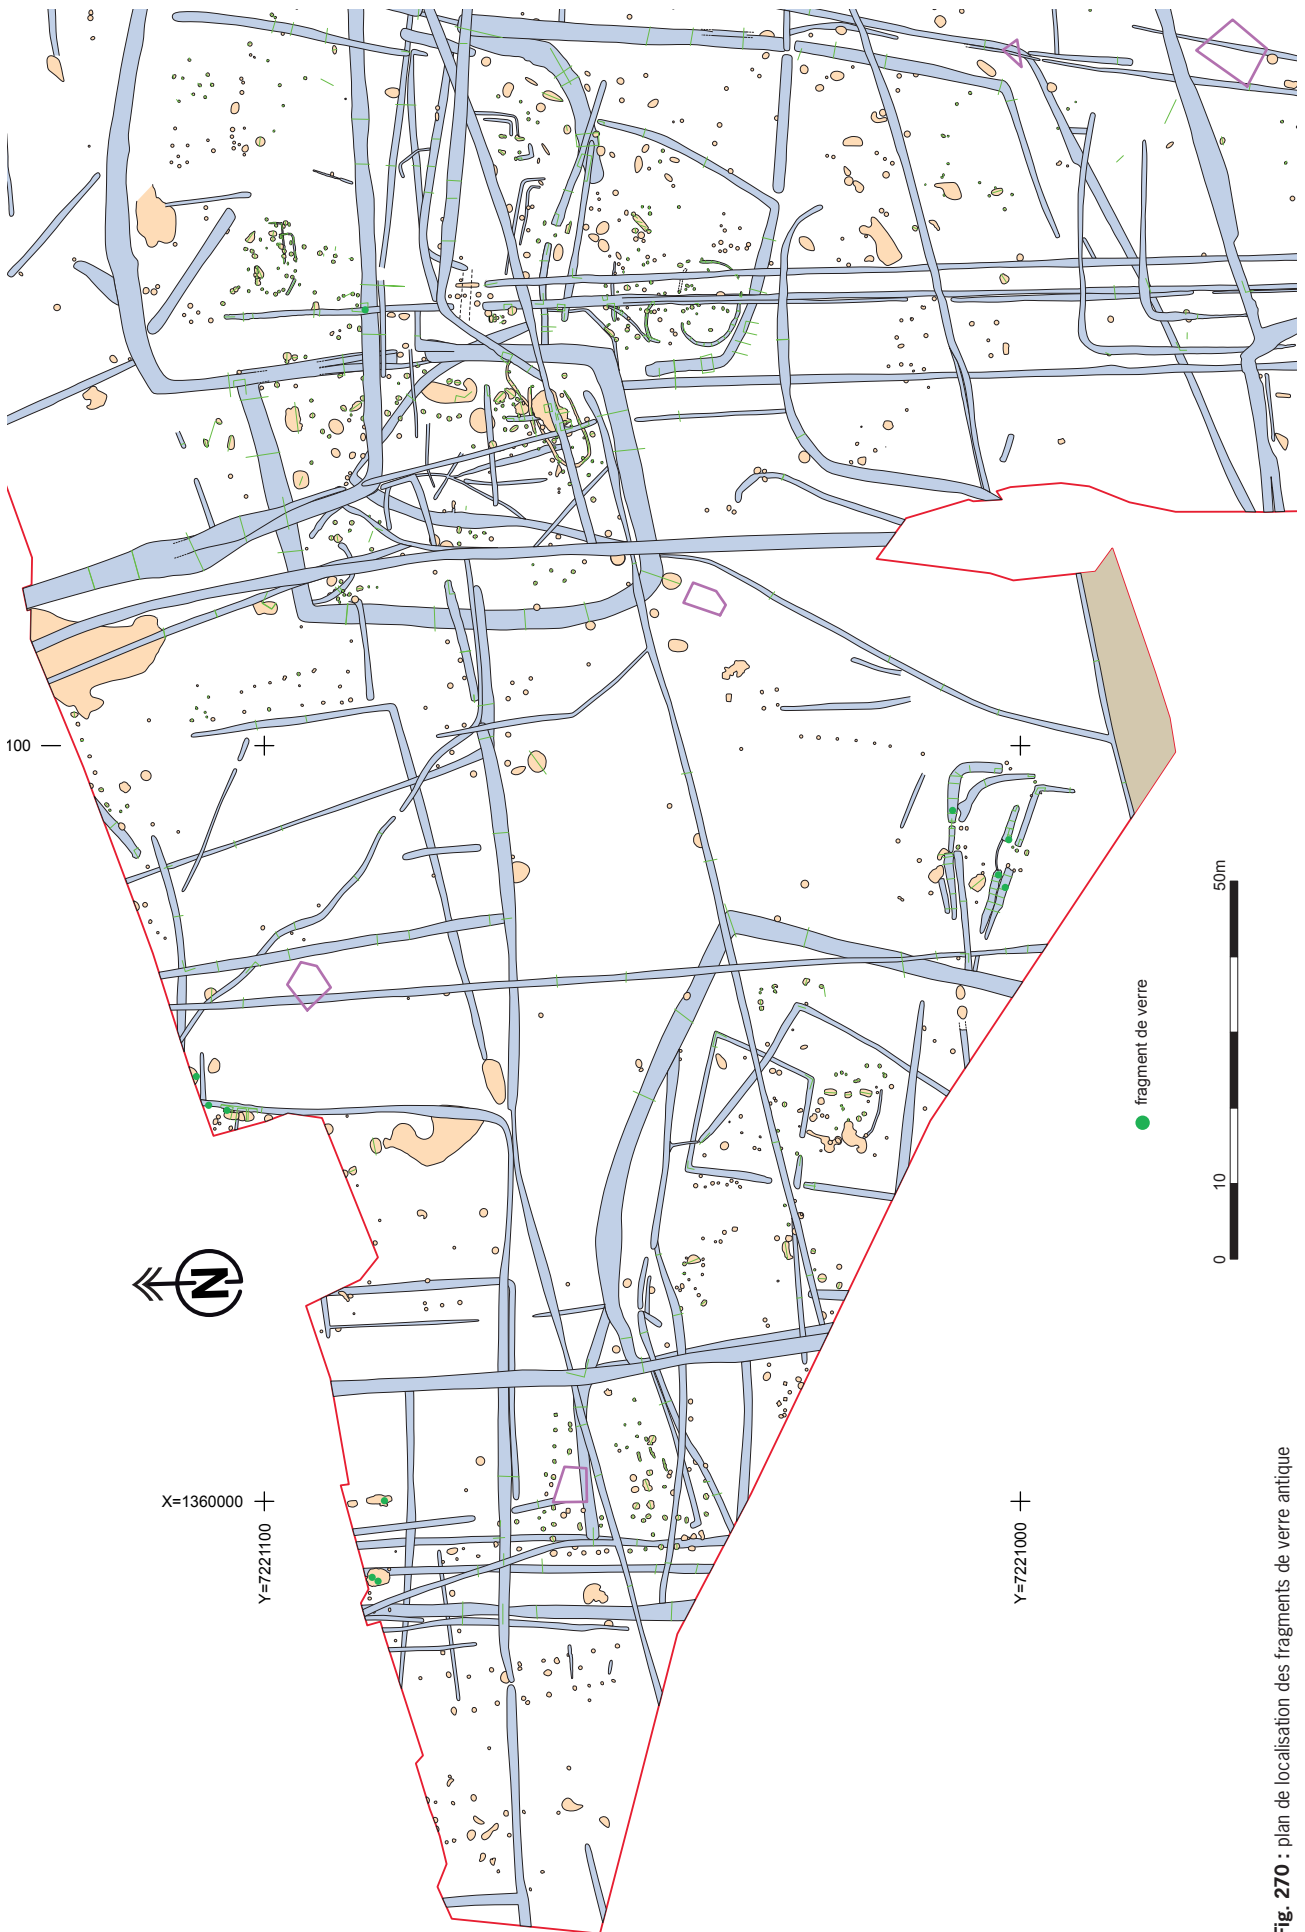 100
X=1360000
Y=7221100
Y=7221000
N
0 10 50m
fragment de verre
Fig. 270 : plan de localisation des fragments de verre antique